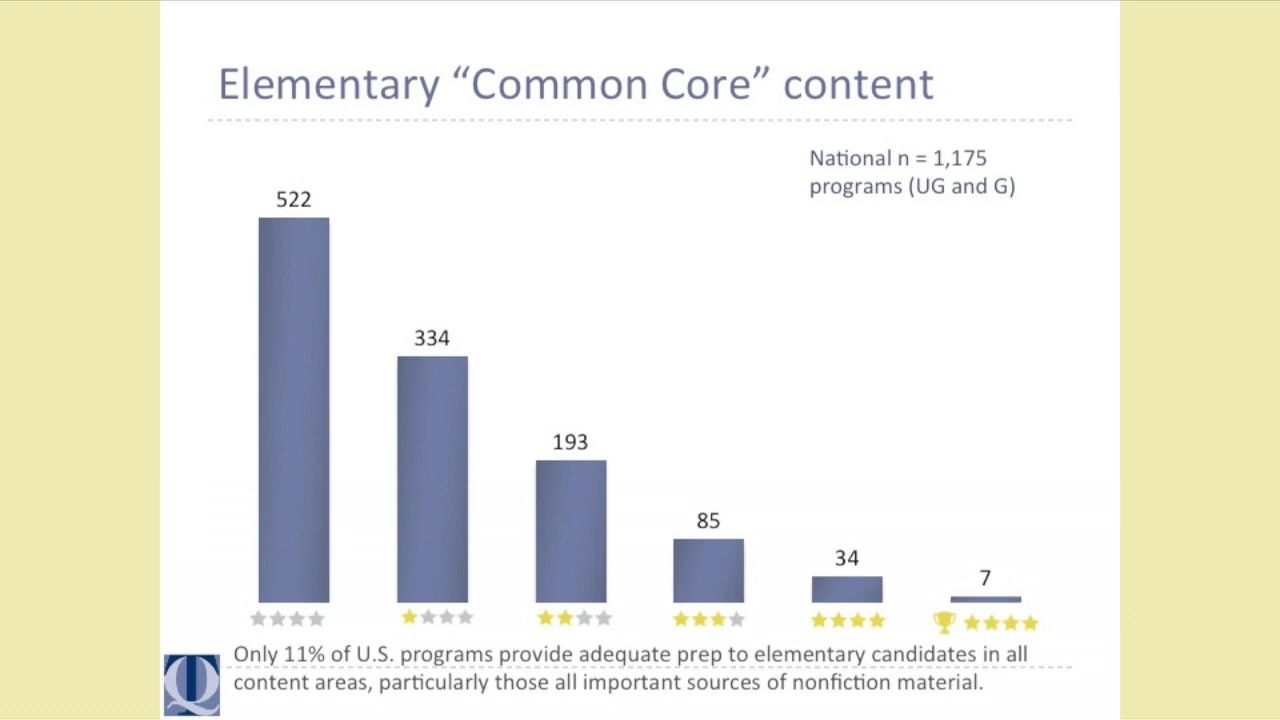 Elementary “Common Core” content
National n = 1,175
programs (UG and G)
522
334
193
85
34
7
Only 11% of U.S. programs provide adequate prep to elementary candidates in all
content areas, particularly those all important sources of nonfiction material.
Q